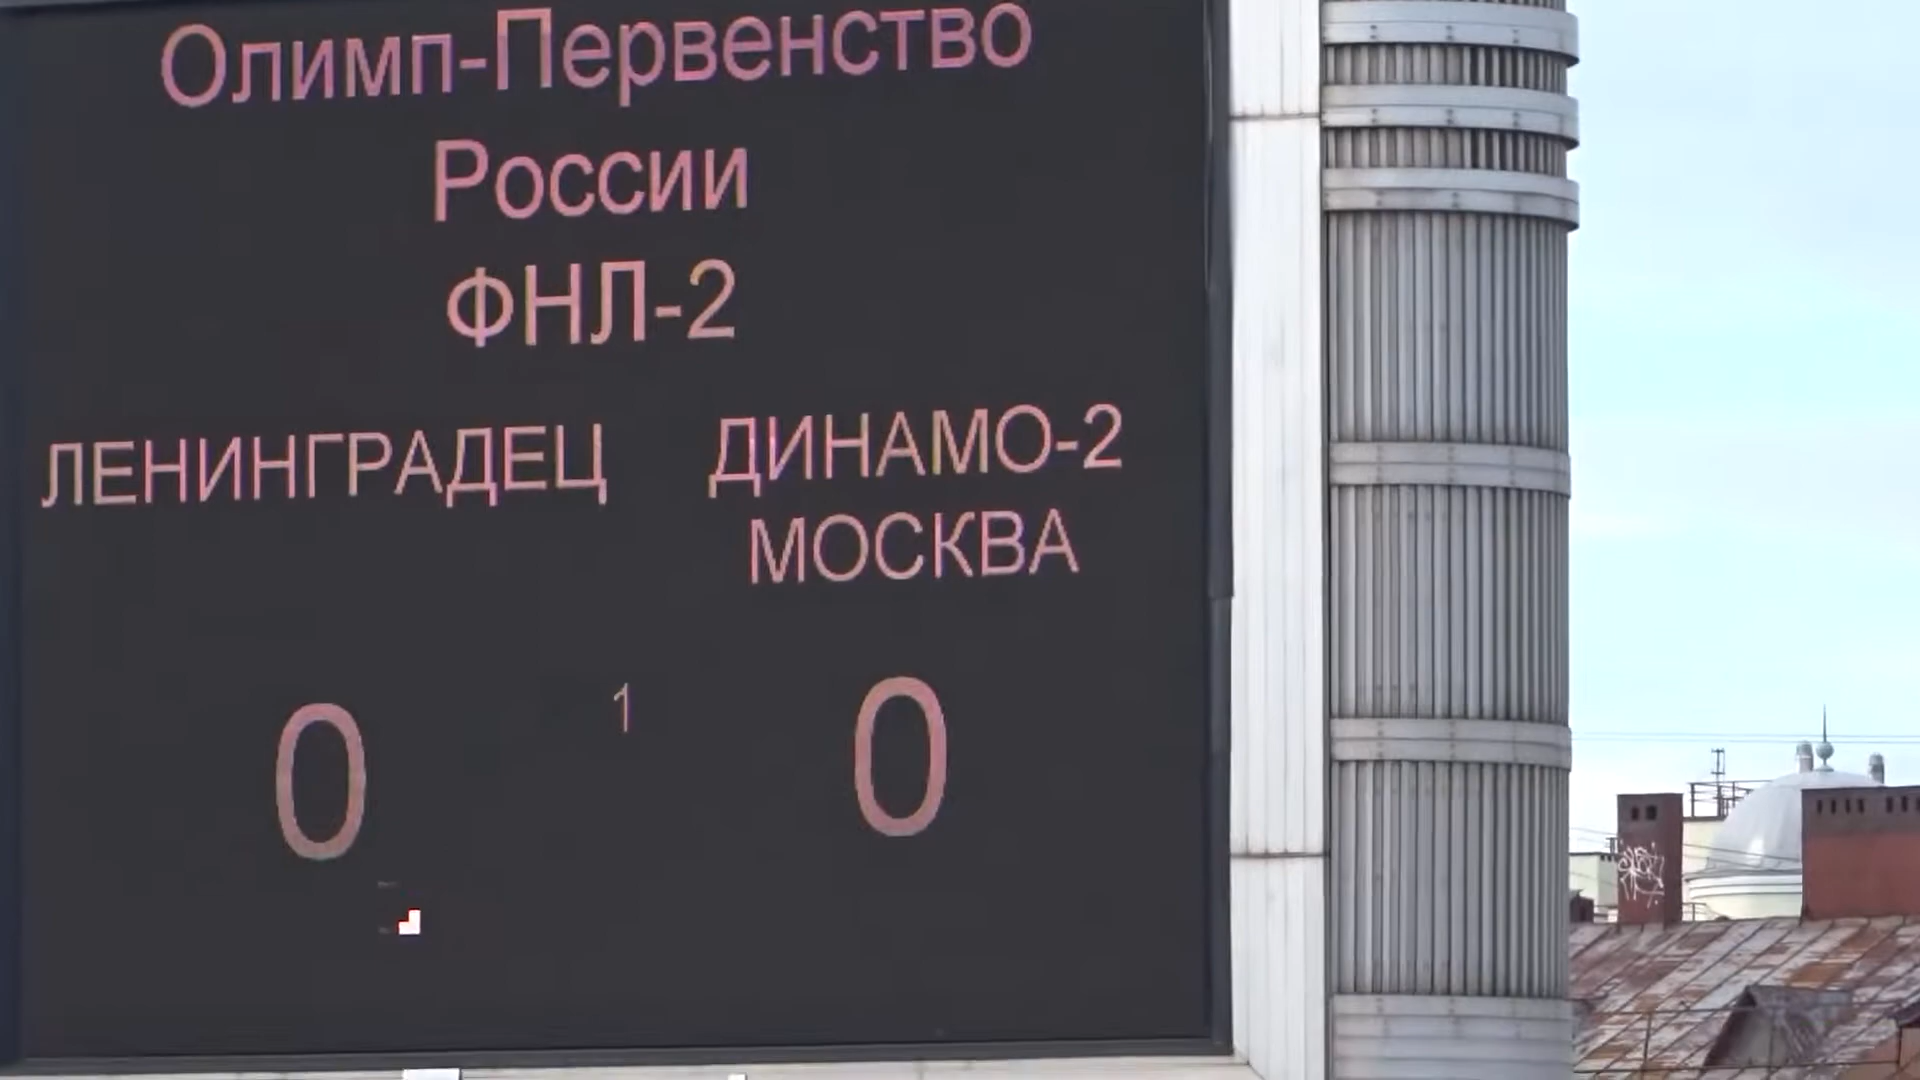 Олимп-Первенство
России
ФНЛ-2
ЛЕНИНГРАДЕЦ ДИНАМО-2
МОСКВА
0 1 0